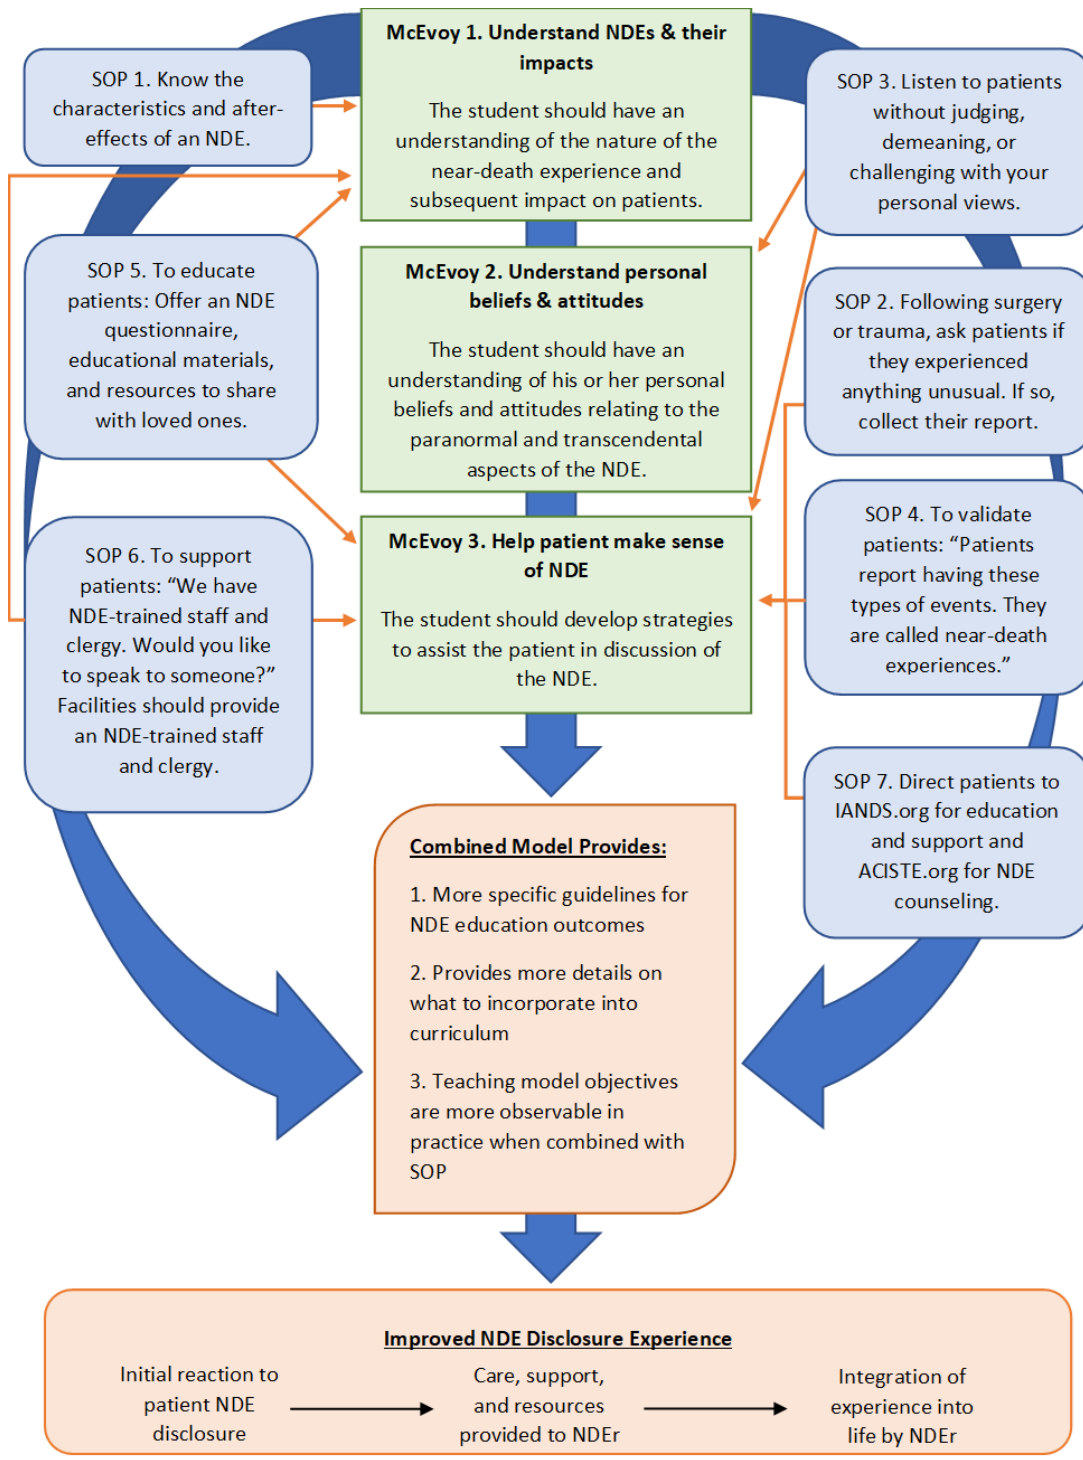 McEvoy 1. Understand NDEs & their
impacts
The student should have an
understanding of the nature of the
near-death experience and
subsequent impact on patients.
SOP 1. Know the
characteristics and after-
effects of an NDE.
SOP 3. Listen to patients
without judging,
demeaning, or
challenging with your
personal views.
SOP 5. To educate
patients: Offer an NDE
questionnaire,
educational materials,
and resources to share
with loved ones.
McEvoy 2. Understand personal
beliefs & attitudes
The student should have an
understanding of his or her personal
beliefs and attitudes relating to the
paranormal and transcendental
aspects of the NDE.
SOP 2. Following surgery
or trauma, ask patients if
they experienced
anything unusual. If so,
collect their report.
SOP 6. To support
patients: “We have
NDE-trained staff and
clergy. Would you like
to speak to someone?”
Facilities should provide
an NDE-trained staff
and clergy.
McEvoy 3. Help patient make sense
of NDE
The student should develop strategies
to assist the patient in discussion of
the NDE.
SOP 4. To validate
patients: “Patients
report having these
types of events. They
are called near-death
experiences.”
SOP 7. Direct patients to
IANDS.org for education
and support and
ACISTE.org for NDE
counseling.
Combined Model Provides:
1. More specific guidelines for
NDE education outcomes
2. Provides more details on
what to incorporate into
curriculum
3. Teaching model objectives
are more observable in
practice when combined with
SOP
Improved NDE Disclosure Experience
Initial reaction to
patient NDE
disclosure
Care, support,
and resources
provided to NDEr
Integration of
experience into
life by NDEr